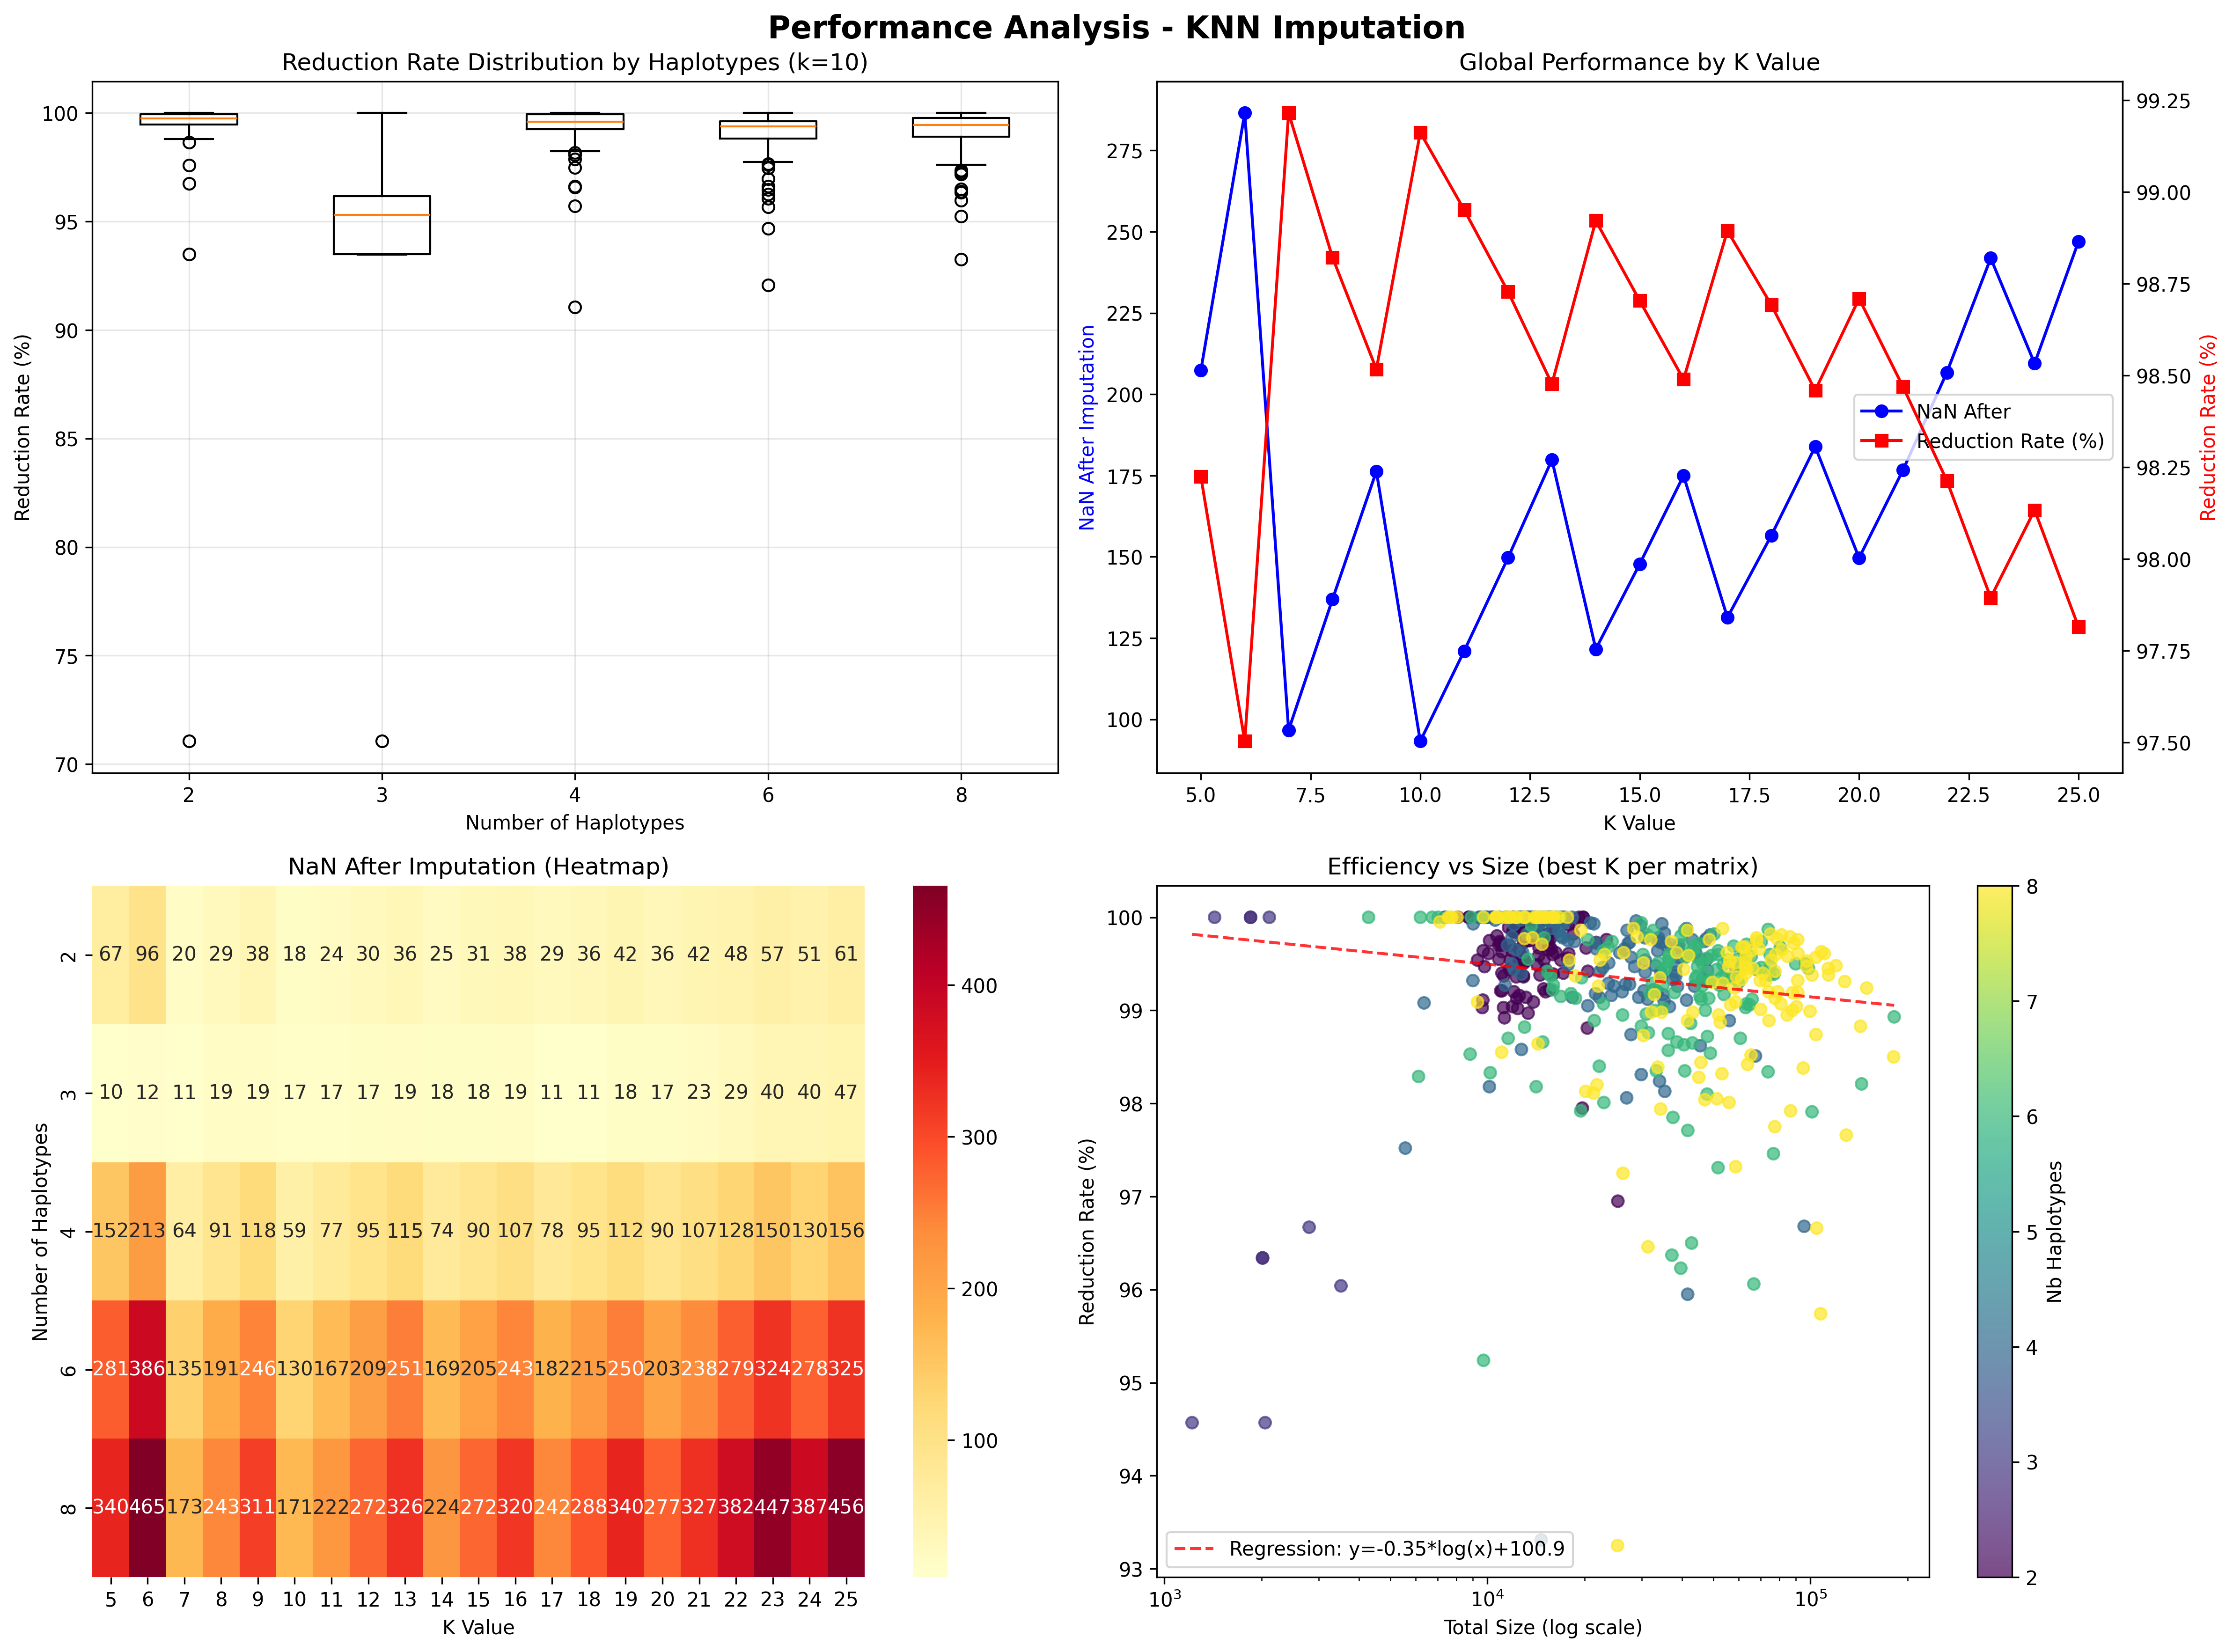 Performance Analysis - KNN Imputation
Reduction Rate Distribution by Haplotypes (k=10)
Reduction Rate (%)
100
95
90
85
80
75
70
2 3 4 6 8
Number of Haplotypes
Global Performance by K Value
NaN After Imputation
275
250
225
200
175
150
125
100
NaN After
Reduction Rate (%)
99.25
99.00
98.75
98.50
98.25
98.00
97.75
97.50
Reduction Rate (%)
5.0 7.5 10.0 12.5 15.0 17.5 20.0 22.5 25.0
K Value
NaN After Imputation (Heatmap)
Number of Haplotypes
2 67 96 20 29 38 18 24 30 36 25 31 38 29 36 42 36 42 48 57 51 61
3 10 12 11 19 19 17 17 17 19 18 18 19 11 11 18 17 23 29 40 40 47
4 152 213 64 91 118 59 77 95 115 74 90 107 78 95 112 90 107 128 150 130 156
6 281 386 135 191 246 130 167 209 251 169 205 243 182 215 250 203 238 279 324 278 325
8 340 465 173 243 311 171 222 272 326 224 272 320 242 288 340 277 327 382 447 387 456
5 6 7 8 9 10 11 12 13 14 15 16 17 18 19 20 21 22 23 24 25
K Value
400
300
200
100
Efficiency vs Size (best K per matrix)
Reduction Rate (%)
100
99
98
97
96
95
94
93
Regression: y=-0.35*log(x)+100.9
10³ 10⁴ 10⁵
Total Size (log scale)
8
7
6
5
4
3
2
Nb Haplotypes